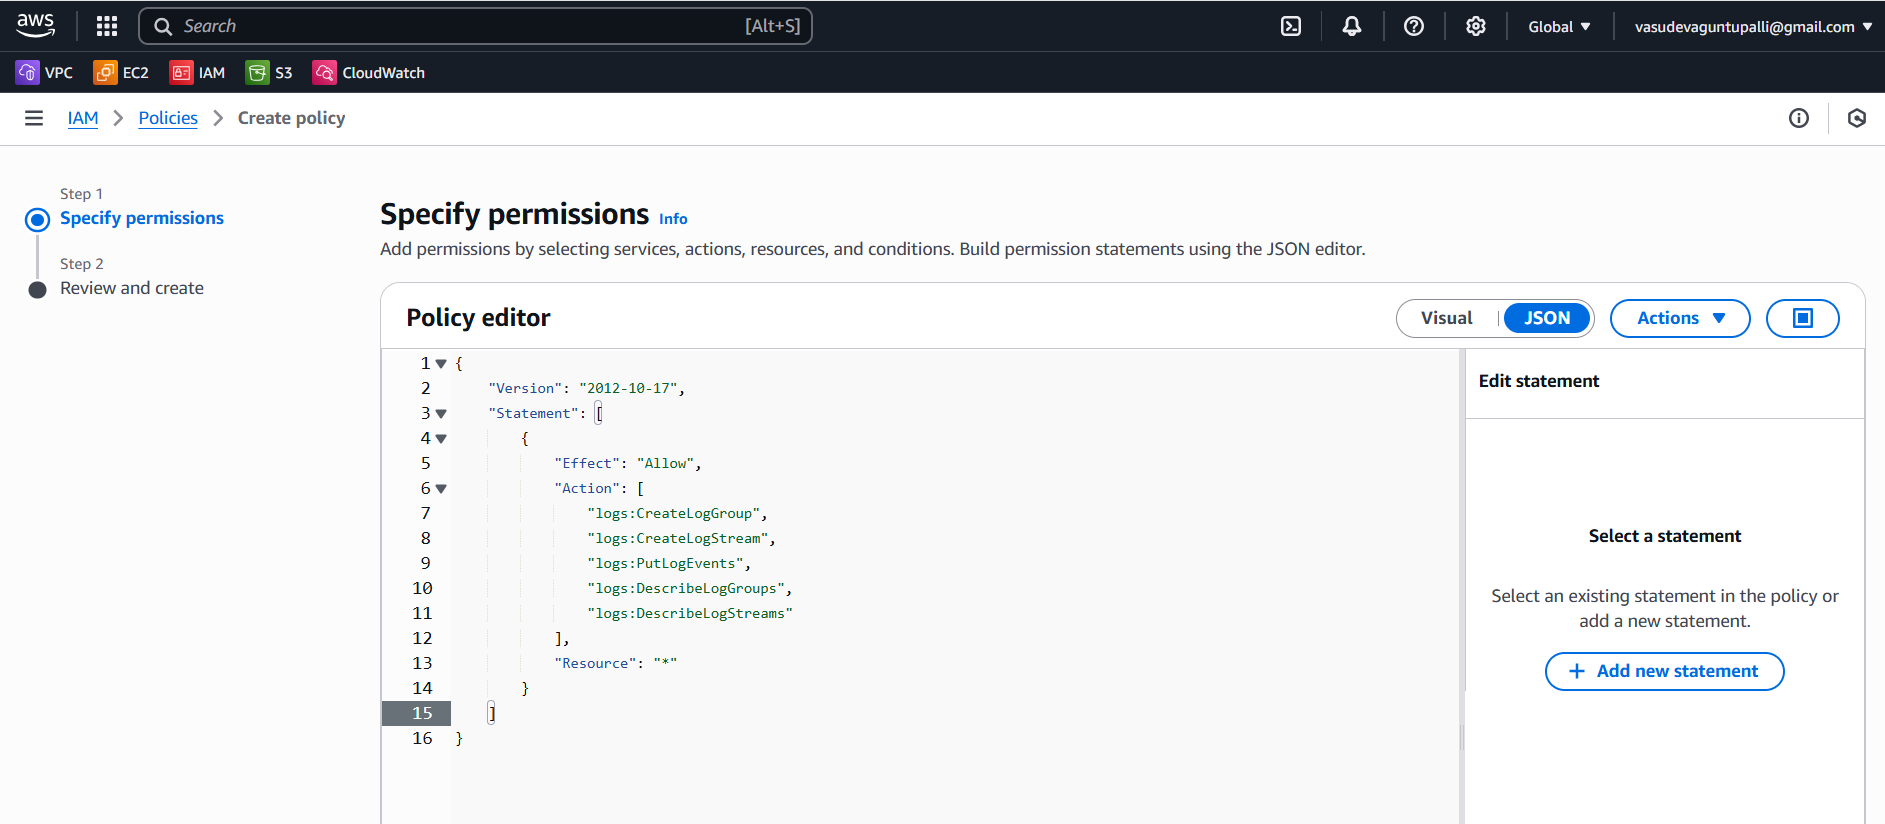 aws
Search [Alt+S]
Global
vasudevaguntupalli@gmail.com
VPC
EC2
IAM
S3
CloudWatch
IAM
Policies
Create policy
Step 1
Specify permissions
Step 2
Review and create
Specify permissions Info
Add permissions by selecting services, actions, resources, and conditions. Build permission statements using the JSON editor.
Policy editor
Visual
JSON
Actions
1 {
2 "Version": "2012-10-17",
3 "Statement": [
4 {
5 "Effect": "Allow",
6 "Action": [
7 "logs:CreateLogGroup",
8 "logs:CreateLogStream",
9 "logs:PutLogEvents",
10 "logs:DescribeLogGroups",
11 "logs:DescribeLogStreams"
12 ],
13 "Resource": "*"
14 }
15 ]
16 }
Edit statement
Select a statement
Select an existing statement in the policy or
add a new statement.
+ Add new statement